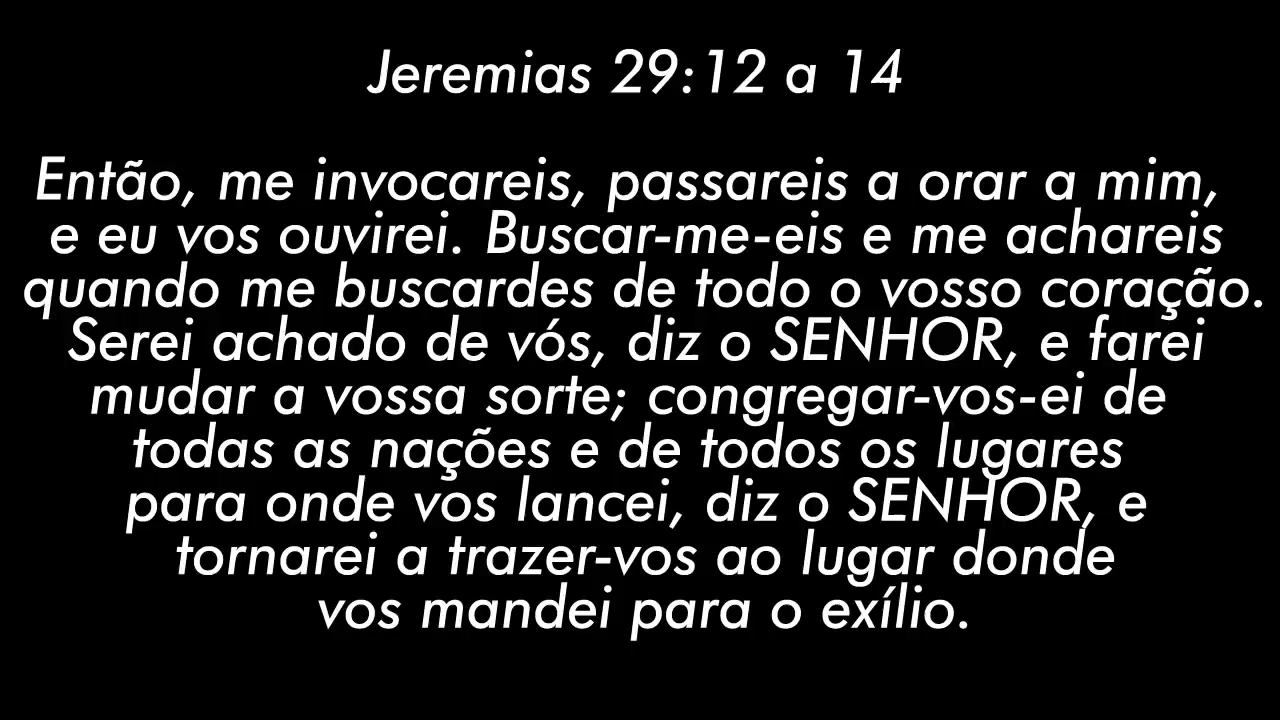 Jeremias 29:12 a 14
Então, me invocareis, passareis a orar a mim,
e eu vos ouvirei. Buscar-me-eis e me achareis
quando me buscardes de todo o vosso coração.
Serei achado de vós, diz o SENHOR, e farei
mudar a vossa sorte; congregar-vos-ei de
todas as nações e de todos os lugares
para onde vos lancei, diz o SENHOR, e
tornarei a trazer-vos ao lugar donde
vos mandei para o exílio.